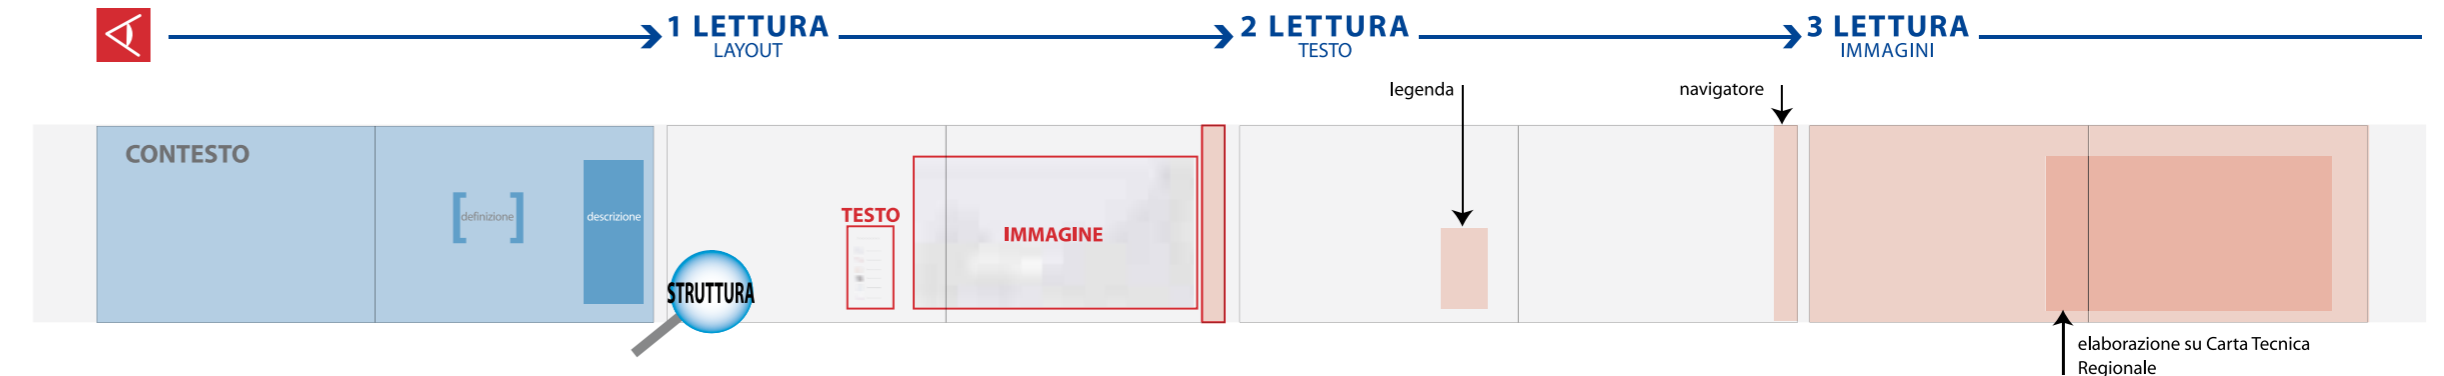 1 LETTURA
LAYOUT
2 LETTURA
TESTO
3 LETTURA
IMMAGINI
legenda
navigatore
CONTESTO
[definizione]
descrizione
STRUTTURA
TESTO
IMMAGINE
elaborazione su Carta Tecnica
Regionale